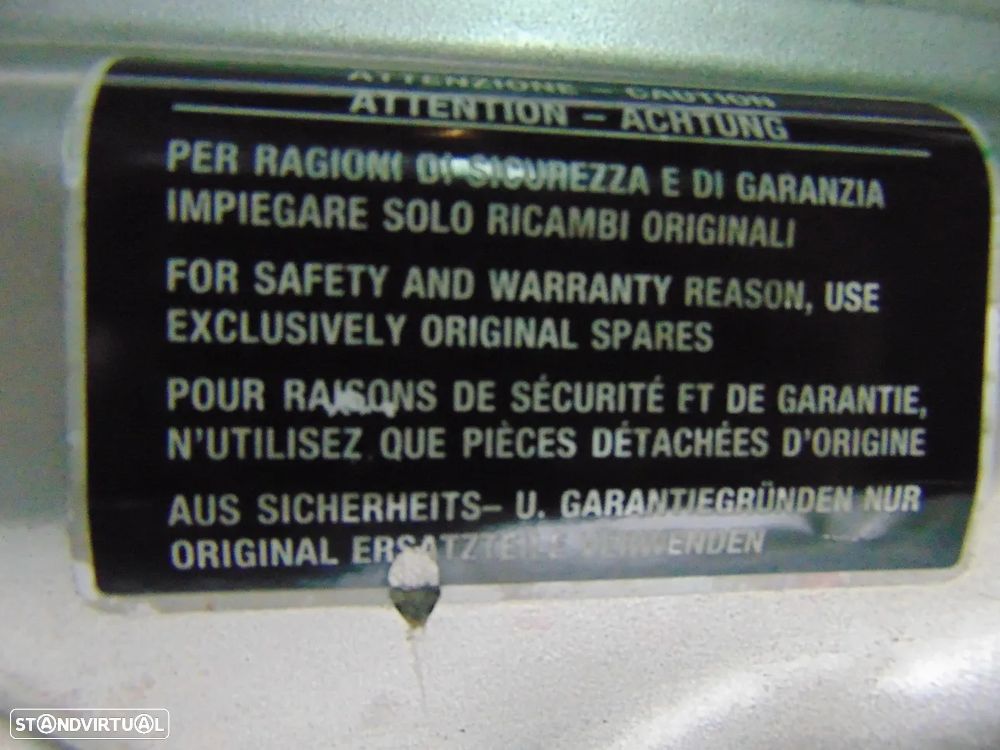 ATTENZIONE - CAUTION
ATTENTION - ACHTUNG
PER RAGIONI DI SICUREZZA E DI GARANZIA
IMPIEGARE SOLO RICAMBI ORIGINALI
FOR SAFETY AND WARRANTY REASON, USE
EXCLUSIVELY ORIGINAL SPARES
POUR RAISONS DE SÉCURITÉ ET DE GARANTIE,
N'UTILISEZ QUE PIÈCES DÉTACHÉES D'ORIGINE
AUS SICHERHEITS- U. GARANTIEGRÜNDEN NUR
ORIGINAL ERSATZTEILE VERWENDEN
STANDVIRTUAL